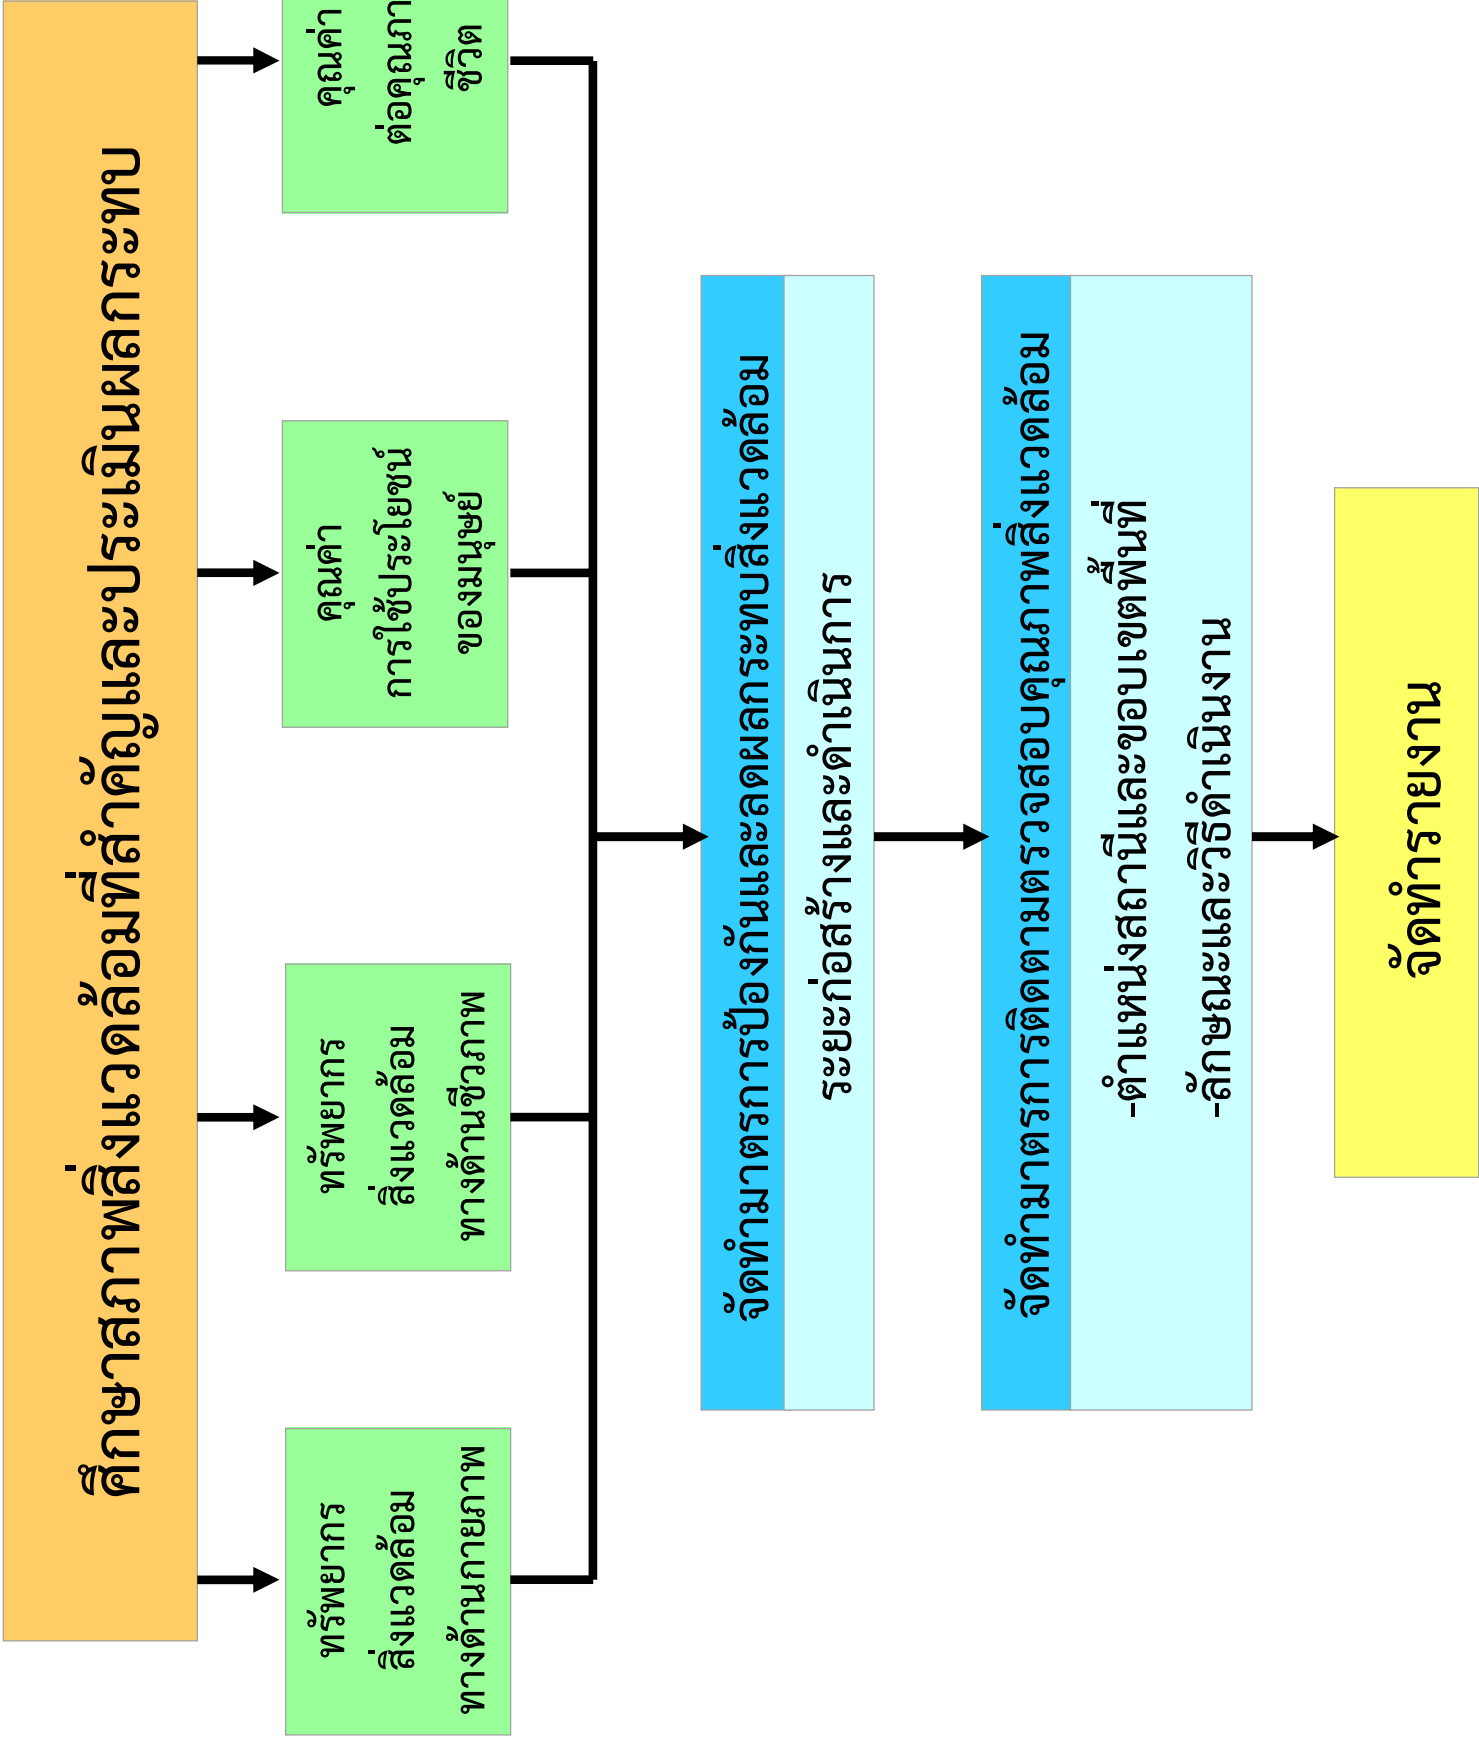 ศึกษาสภาพสิ่งแวดล้อมที่สำคัญและประเมินผลกระทบ
ทรัพยากร
สิ่งแวดล้อม
ทางด้านกายภาพ
ทรัพยากร
สิ่งแวดล้อม
ทางด้านชีวภาพ
คุณค่า
การใช้ประโยชน์
ของมนุษย์
คุณค่า
ต่อคุณภา
ชีวิต
จัดทำมาตรการป้องกันและลดผลกระทบสิ่งแวดล้อม
ระยะก่อสร้างและดำเนินการ
จัดทำมาตรการติดตามตรวจสอบคุณภาพสิ่งแวดล้อม
-ตำแหน่งสถานีและขอบเขตพื้นที่
-ลักษณะและวิธีดำเนินงาน
จัดทำรายงาน